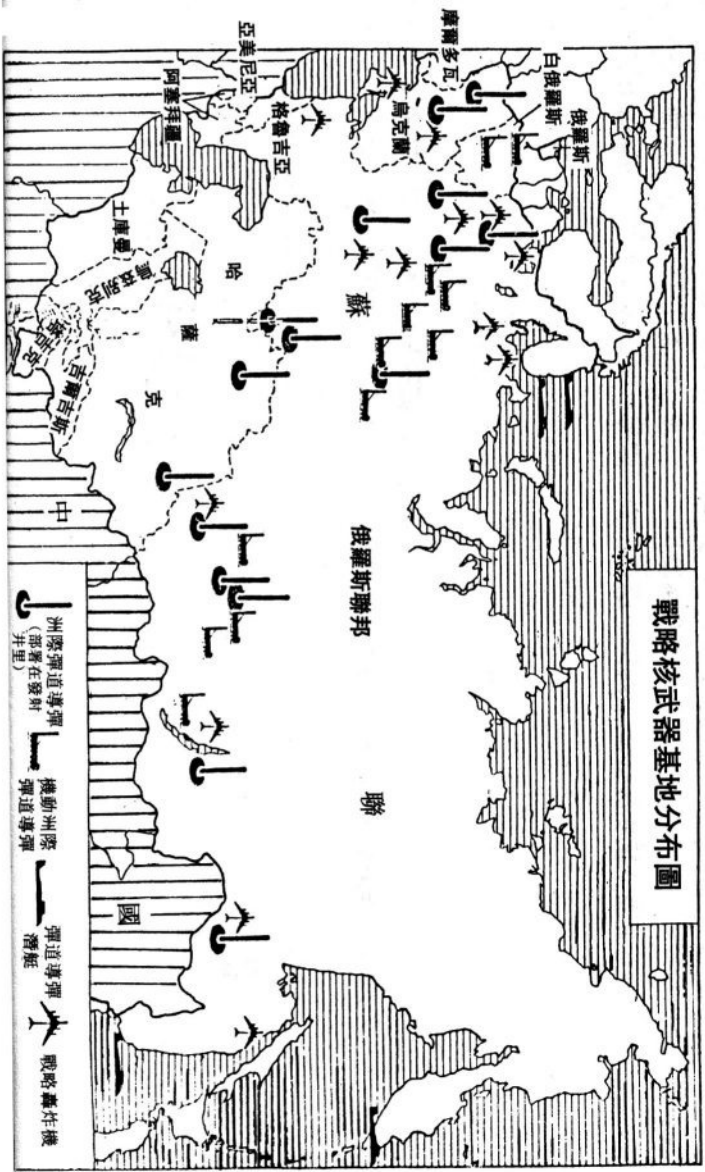 戰略核武器基地分布圖
俄羅斯
白俄羅斯
摩爾多瓦
烏克蘭
格魯吉亞
亞美尼亞
阿塞拜疆
土庫曼
烏茲別克
塔吉克
吉爾吉斯
哈薩克
蘇聯
俄羅斯聯邦
中國
洲際彈道導彈
(部署在發射
井里)
機動洲際
彈道導彈
彈道導彈
潛艇
戰略轟炸機